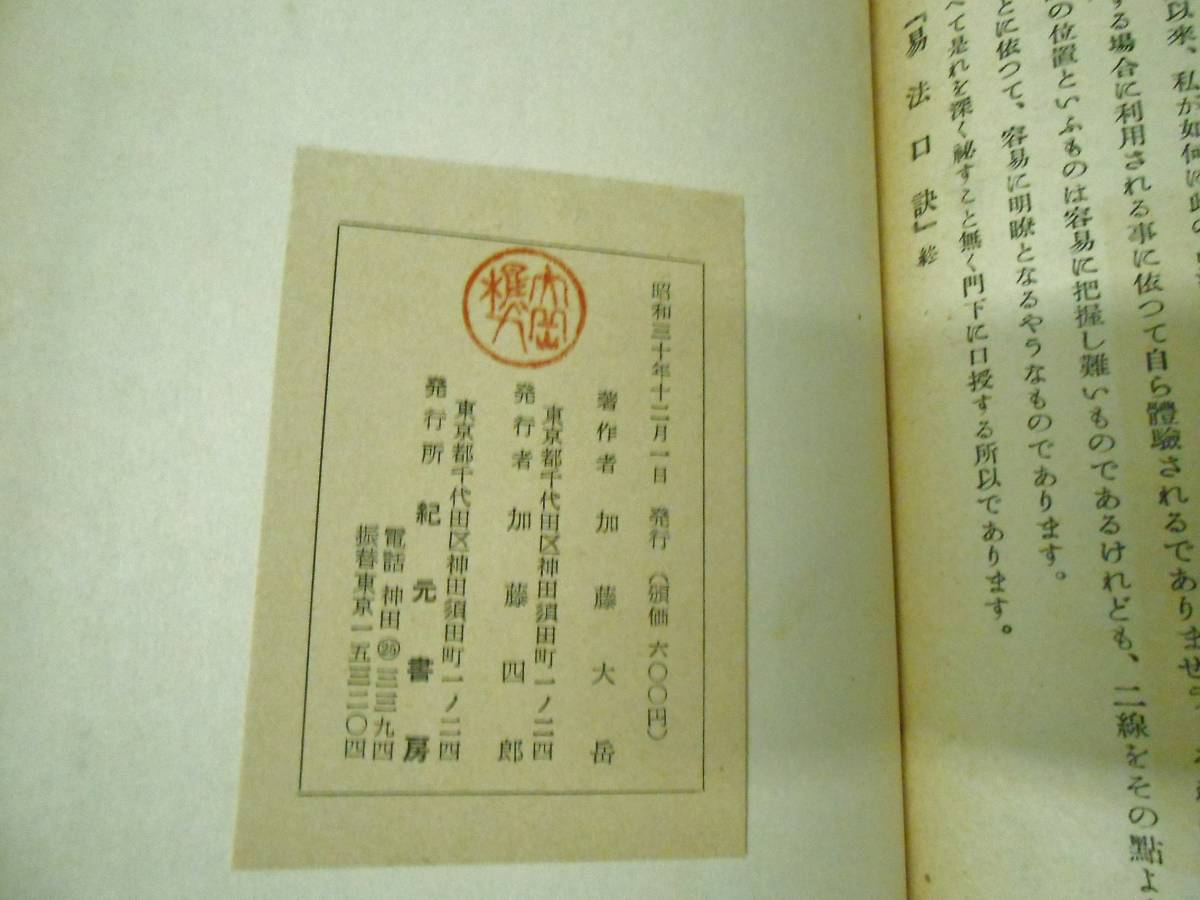 以来、私が如何に
する場合に利用される事に依つて自ら體驗されるでありませう。
の位置といふものは容易に把握し難いものであるけれども、二線をその點よ
とに依つて、容易に明瞭となるやうなものであります。
べて是れを深く祕すこと無く門下に口授する所以であります。
『易法口訣』終
昭和三十年十二月一日 発行 (頒価 六〇〇円)
著作者 加藤大岳
東京都千代田区神田須田町一ノ二四
発行者 加藤四郎
東京都千代田区神田須田町一ノ二四
発行所 紀元書房
電話 神田 ㉕ 三三九四
振替東京一五三二〇四